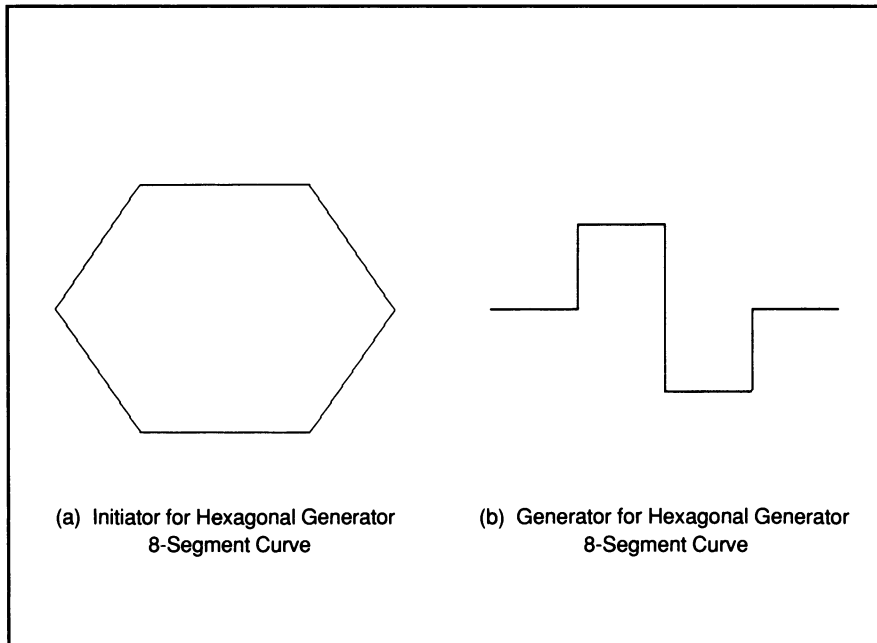 (a) Initiator for Hexagonal Generator
8-Segment Curve
(b) Generator for Hexagonal Generator
8-Segment Curve